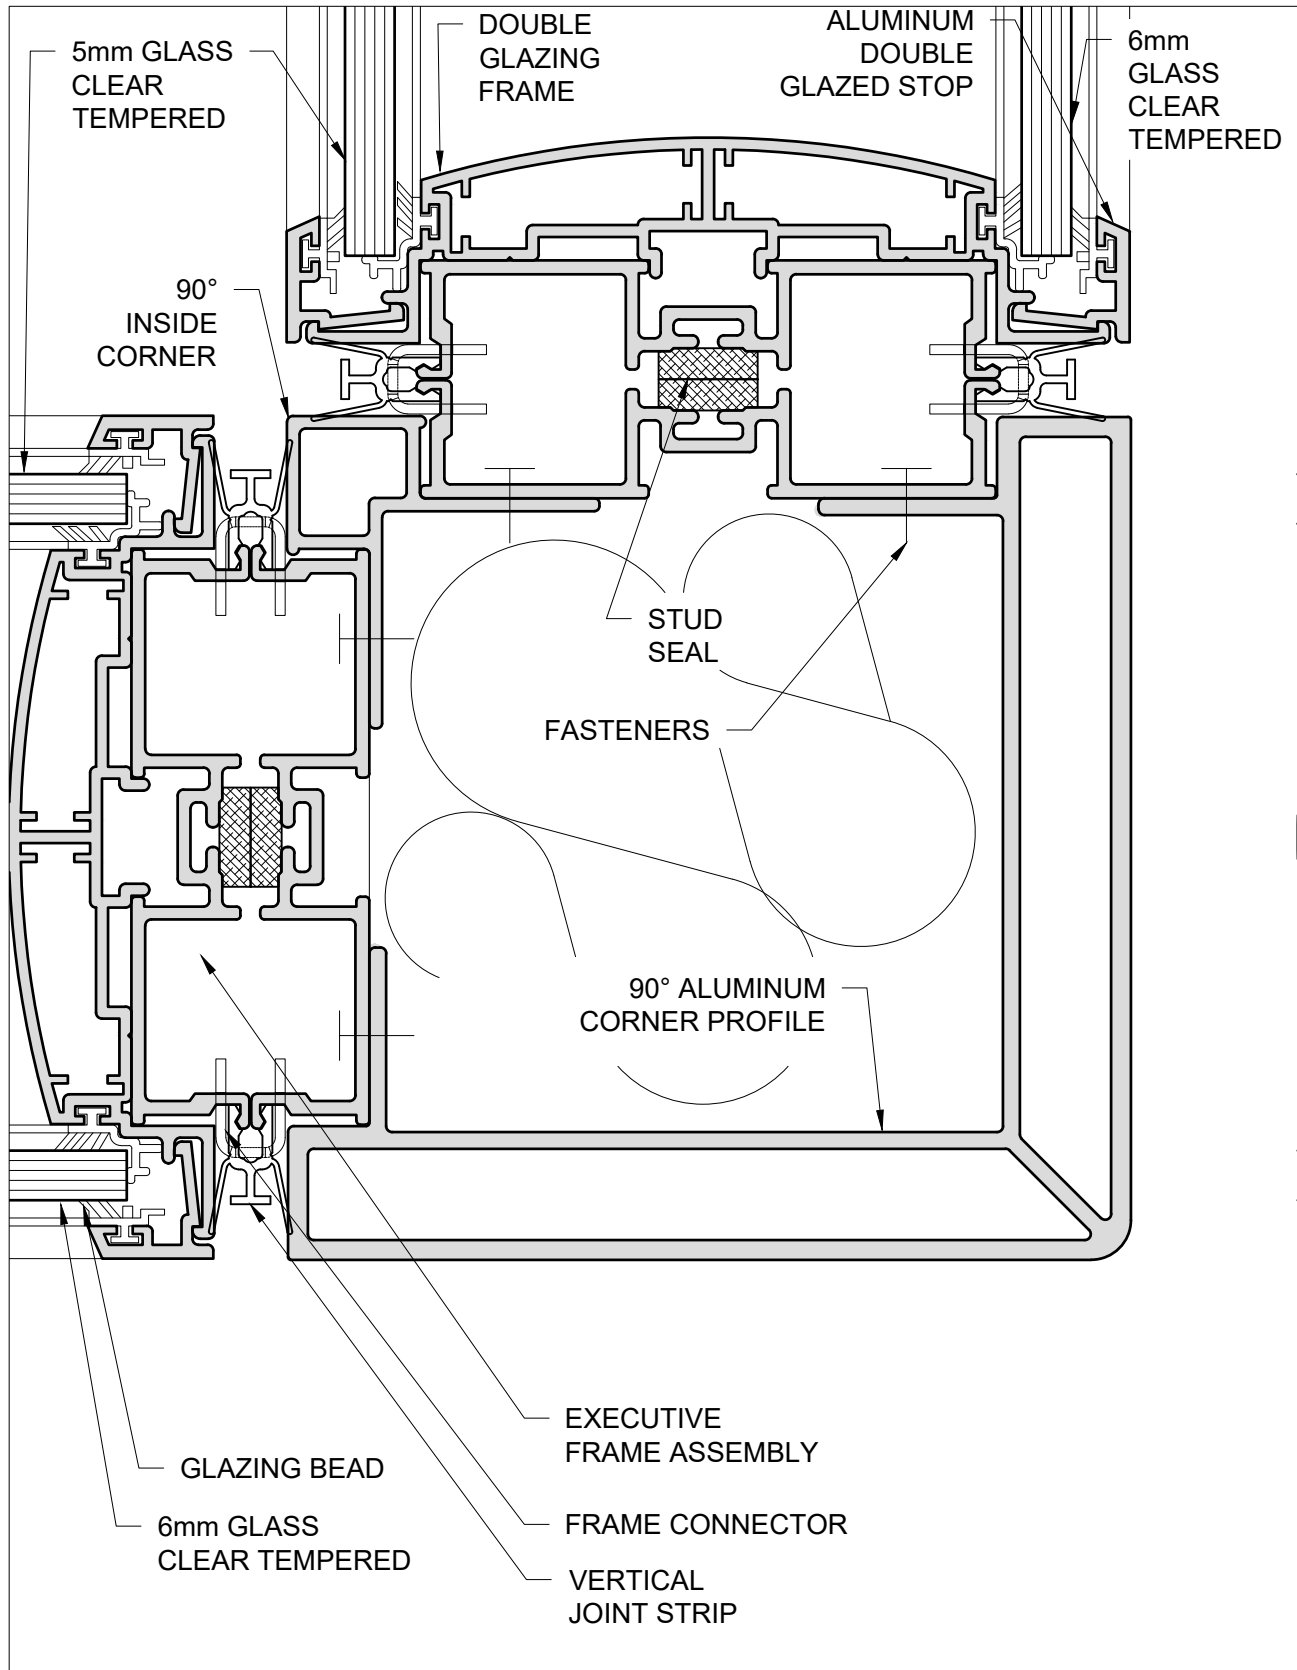 5mm GLASS
CLEAR
TEMPERED
DOUBLE
GLAZING
FRAME
ALUMINUM
DOUBLE
GLAZED STOP
6mm
GLASS
CLEAR
TEMPERED
90°
INSIDE
CORNER
STUD
SEAL
FASTENERS
90° ALUMINUM
CORNER PROFILE
EXECUTIVE
FRAME ASSEMBLY
GLAZING BEAD
6mm GLASS
CLEAR TEMPERED
FRAME CONNECTOR
VERTICAL
JOINT STRIP